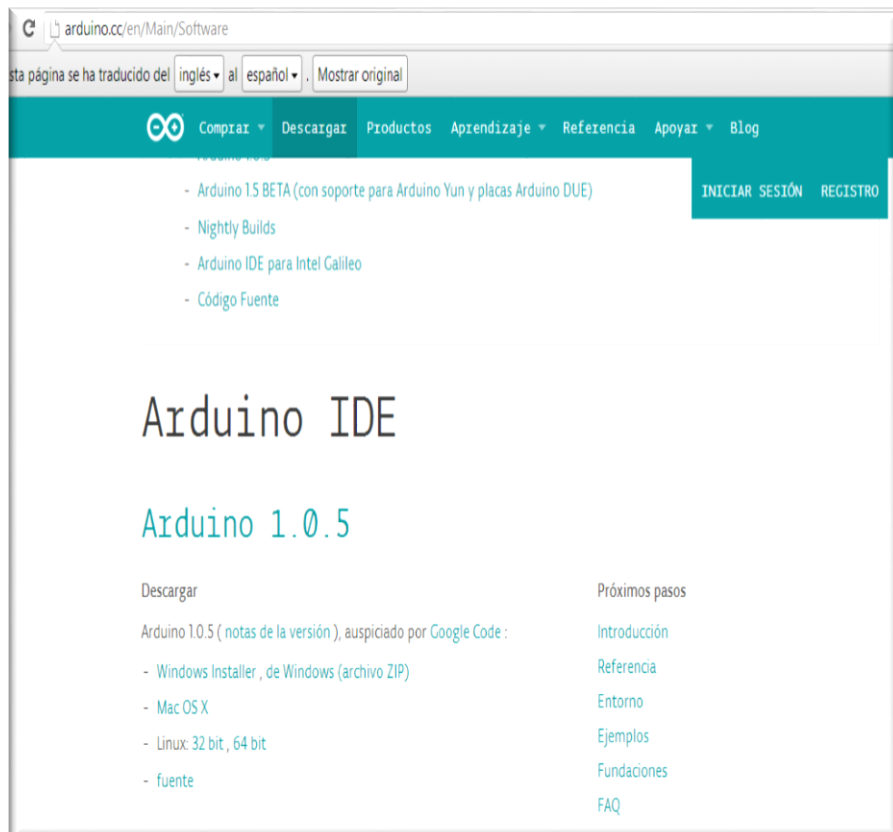 arduino.cc/en/Main/Software
sta página se ha traducido del inglés al español . Mostrar original
Comprar Descargar Productos Aprendizaje Referencia Apoyar Blog
INICIAR SESIÓN REGISTRO
- Arduino 1.5 BETA (con soporte para Arduino Yun y placas Arduino DUE)
- Nightly Builds
- Arduino IDE para Intel Galileo
- Código Fuente
Arduino IDE
Arduino 1.0.5
Descargar
Arduino 1.0.5 ( notas de la versión ), auspiciado por Google Code :
- Windows Installer , de Windows (archivo ZIP)
- Mac OS X
- Linux: 32 bit , 64 bit
- fuente
Próximos pasos
Introducción
Referencia
Entorno
Ejemplos
Fundaciones
FAQ